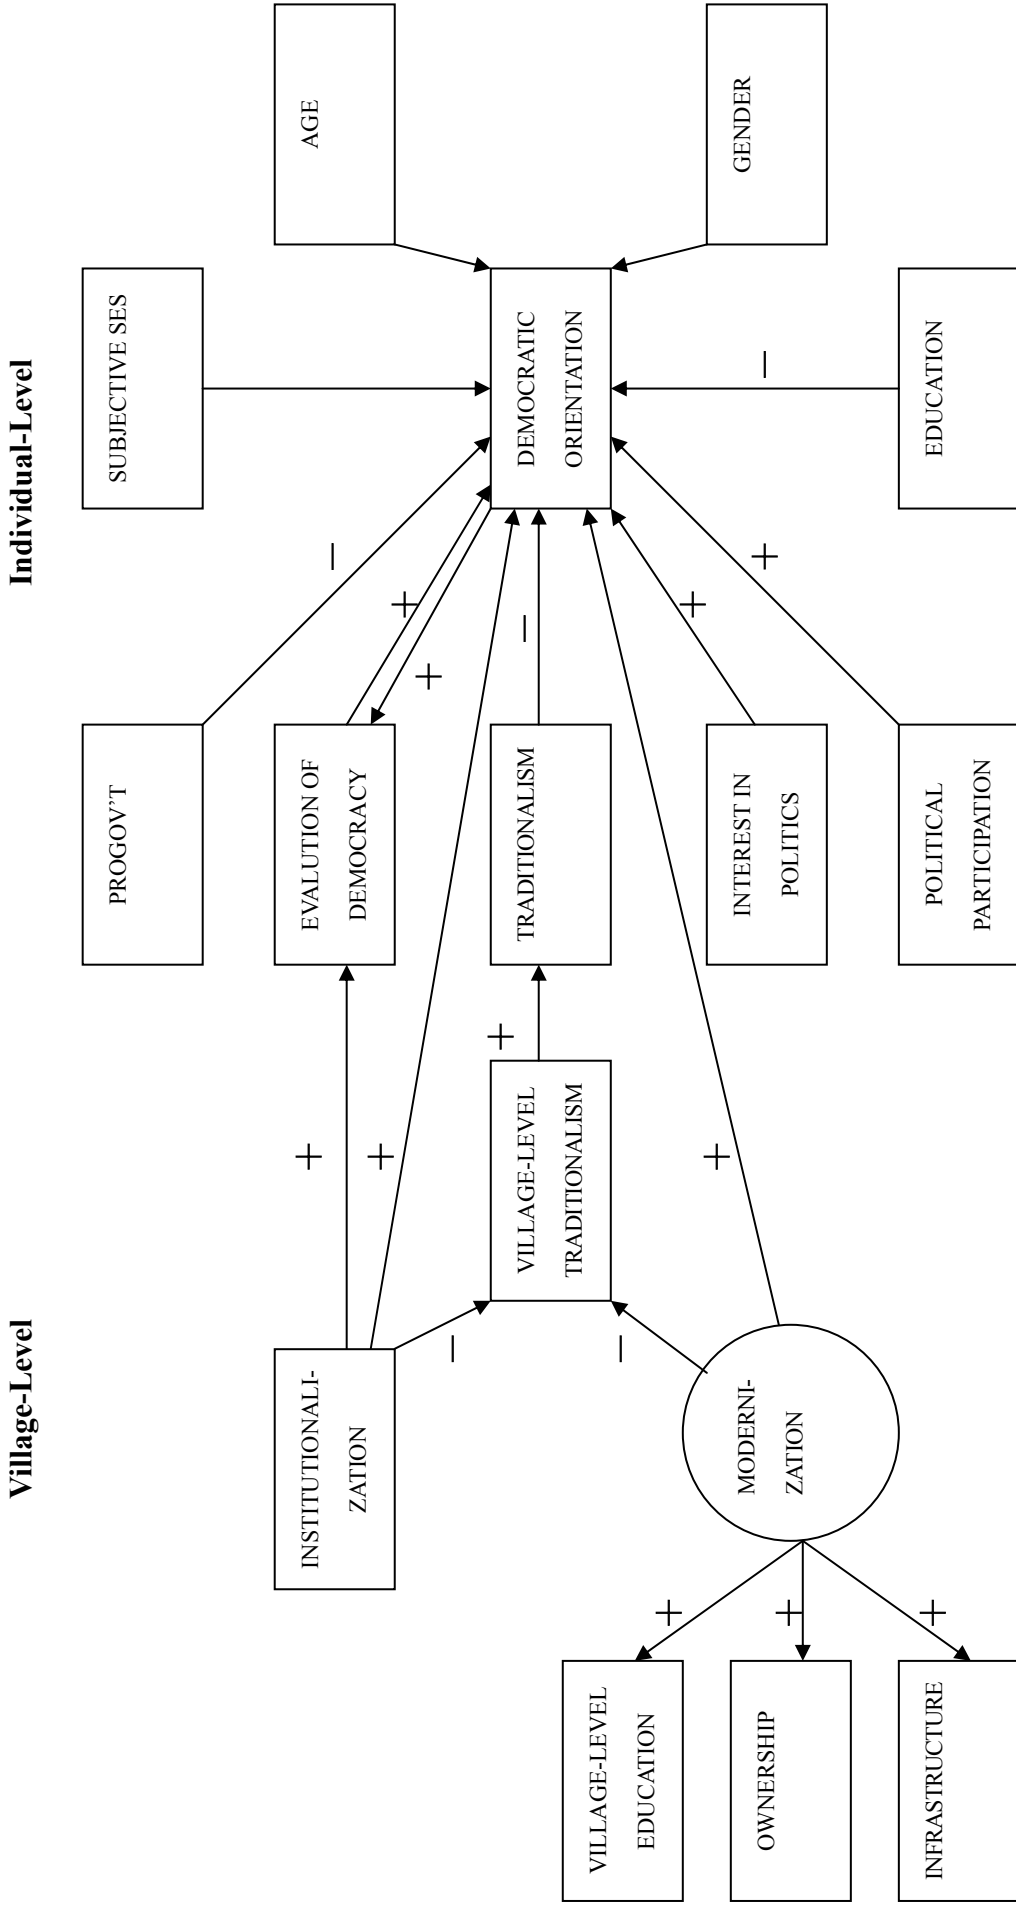 Village-Level
Individual-Level
VILLAGE-LEVEL
EDUCATION
OWNERSHIP
INFRASTRUCTURE
+
+
+
INSTITUTIONALI-
ZATION
MODERNI-
ZATION
–
–
+
+
+
VILLAGE-LEVEL
TRADITIONALISM
+
PROGOV'T
EVALUTION OF
DEMOCRACY
TRADITIONALISM
INTEREST IN
POLITICS
POLITICAL
PARTICIPATION
–
+
+
–
+
+
SUBJECTIVE SES
DEMOCRATIC
ORIENTATION
–
EDUCATION
AGE
GENDER